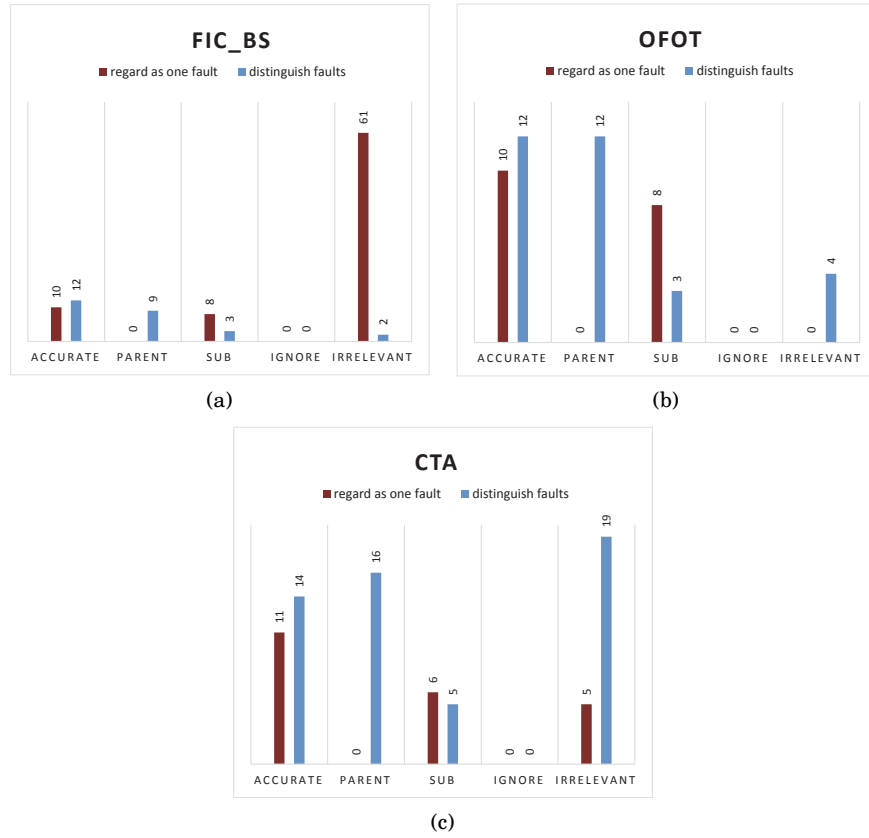 FIC_BS
regard as one fault distinguish faults
10 12 0 9 8 3 0 0 61 2
ACCURATE PARENT SUB IGNORE IRRELEVANT
(a)
OFOT
regard as one fault distinguish faults
10 12 0 12 8 3 0 0 0 4
ACCURATE PARENT SUB IGNORE IRRELEVANT
(b)
CTA
regard as one fault distinguish faults
11 14 0 16 6 5 0 0 5 19
ACCURATE PARENT SUB IGNORE IRRELEVANT
(c)